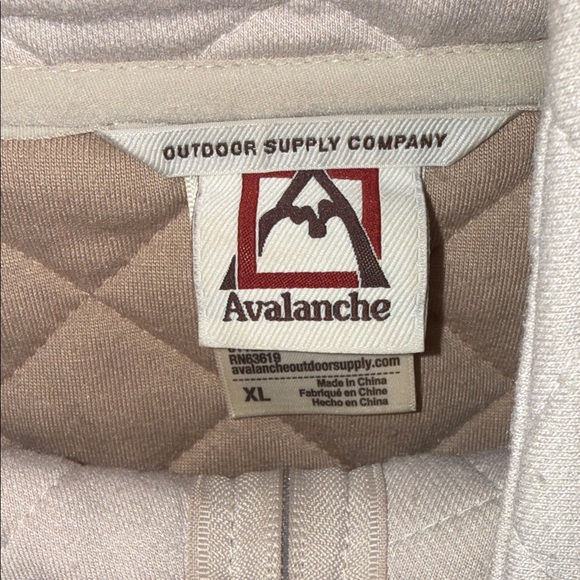 OUTDOOR SUPPLY COMPANY
Avalanche
RN63619
avalancheoutdoorsupply.com
XL
Made in China
Fabriqué en Chine
Hecho en China